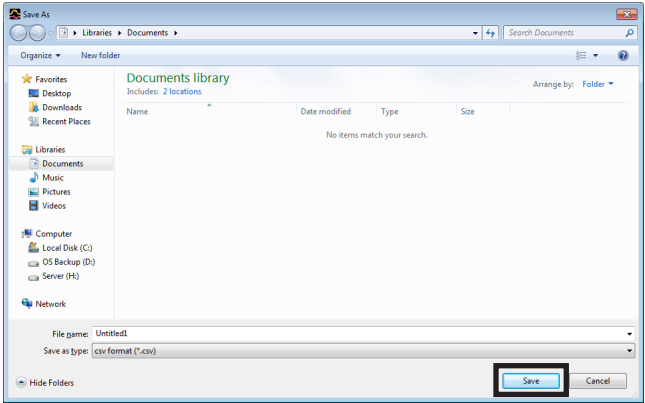 Save As
Libraries Documents
Search Documents
Organize New folder
Favorites
Desktop
Downloads
Recent Places
Libraries
Documents
Music
Pictures
Videos
Computer
Local Disk (C:)
OS Backup (D:)
Server (H:)
Network
Documents library
Includes: 2 locations
Arrange by: Folder
Name Date modified Type Size
No items match your search.
File name: Untitled1
Save as type: csv format (*.csv)
Hide Folders
Save Cancel